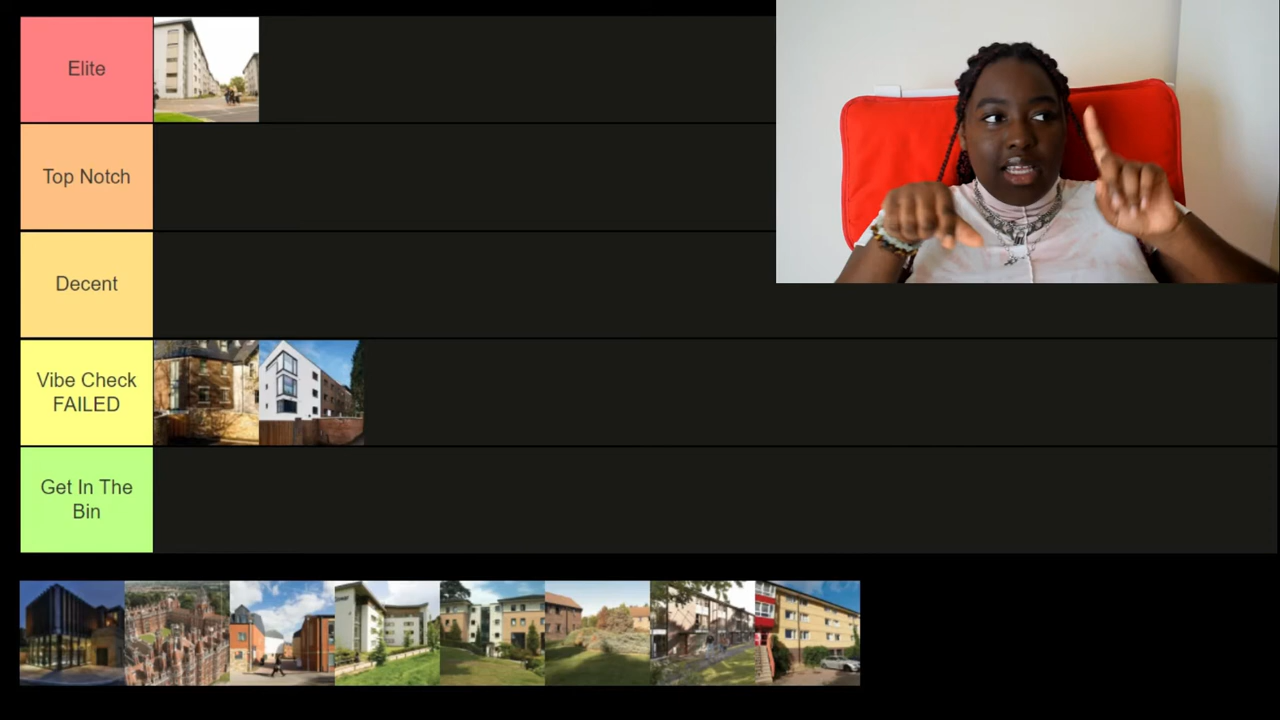 Elite
Top Notch
Decent
Vibe Check
FAILED
Get In The
Bin